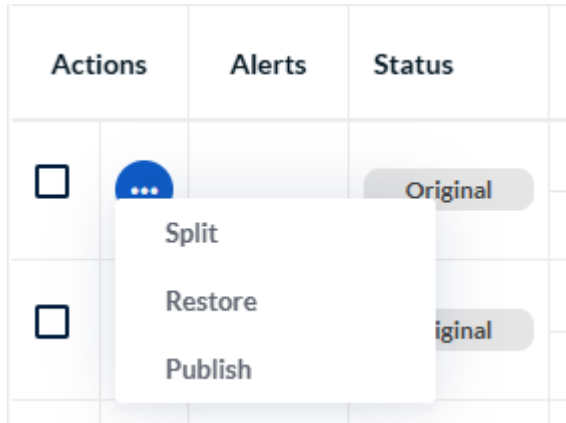 Actions Alerts Status
Original
Split
Restore
iginal
Publish